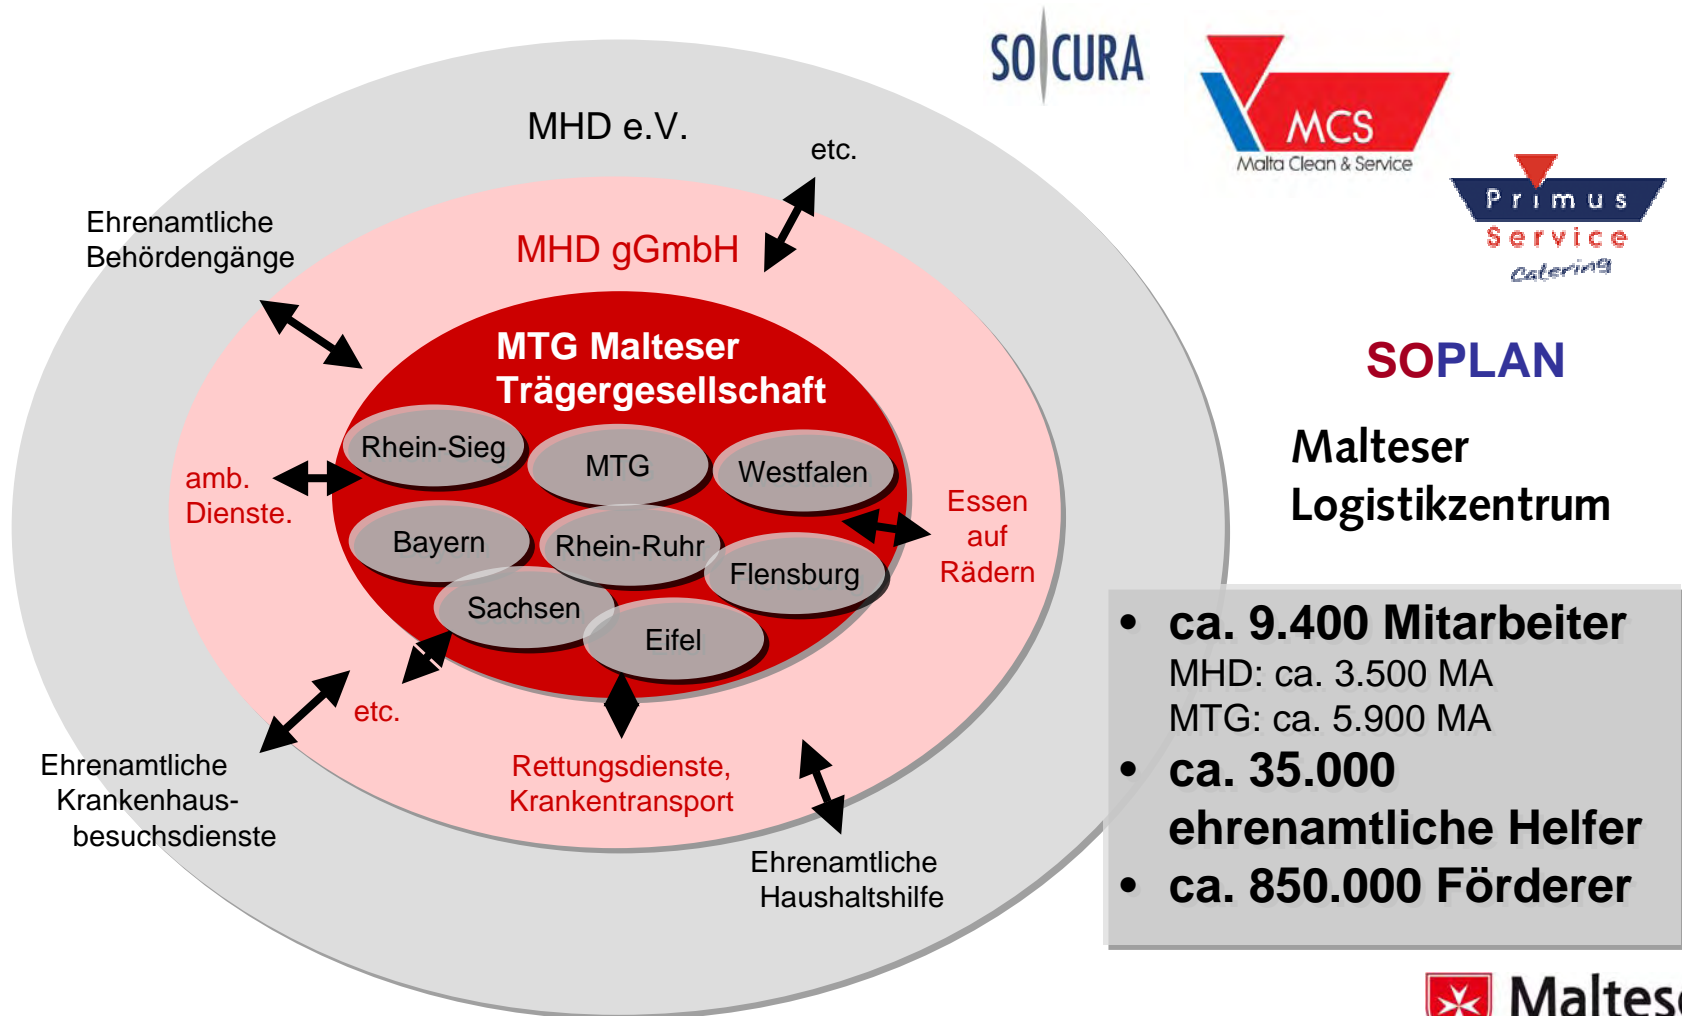 SOCURA
MCS
Malta Clean & Service
Primus
Service
Catering
SOPLAN
Malteser
Logistikzentrum
MHD e.V.
etc.
Ehrenamtliche
Behördengänge
MHD gGmbH
MTG Malteser
Trägergesellschaft
Rhein-Sieg
MTG
Westfalen
amb.
Dienste.
Bayern
Rhein-Ruhr
Flensburg
Essen
auf
Rädern
Sachsen
Eifel
etc.
Ehrenamtliche
Krankenhaus-
besuchsdienste
Rettungsdienste,
Krankentransport
Ehrenamtliche
Haushaltshilfe
• ca. 9.400 Mitarbeiter
MHD: ca. 3.500 MA
MTG: ca. 5.900 MA
• ca. 35.000
ehrenamtliche Helfer
• ca. 850.000 Förderer
Maltese